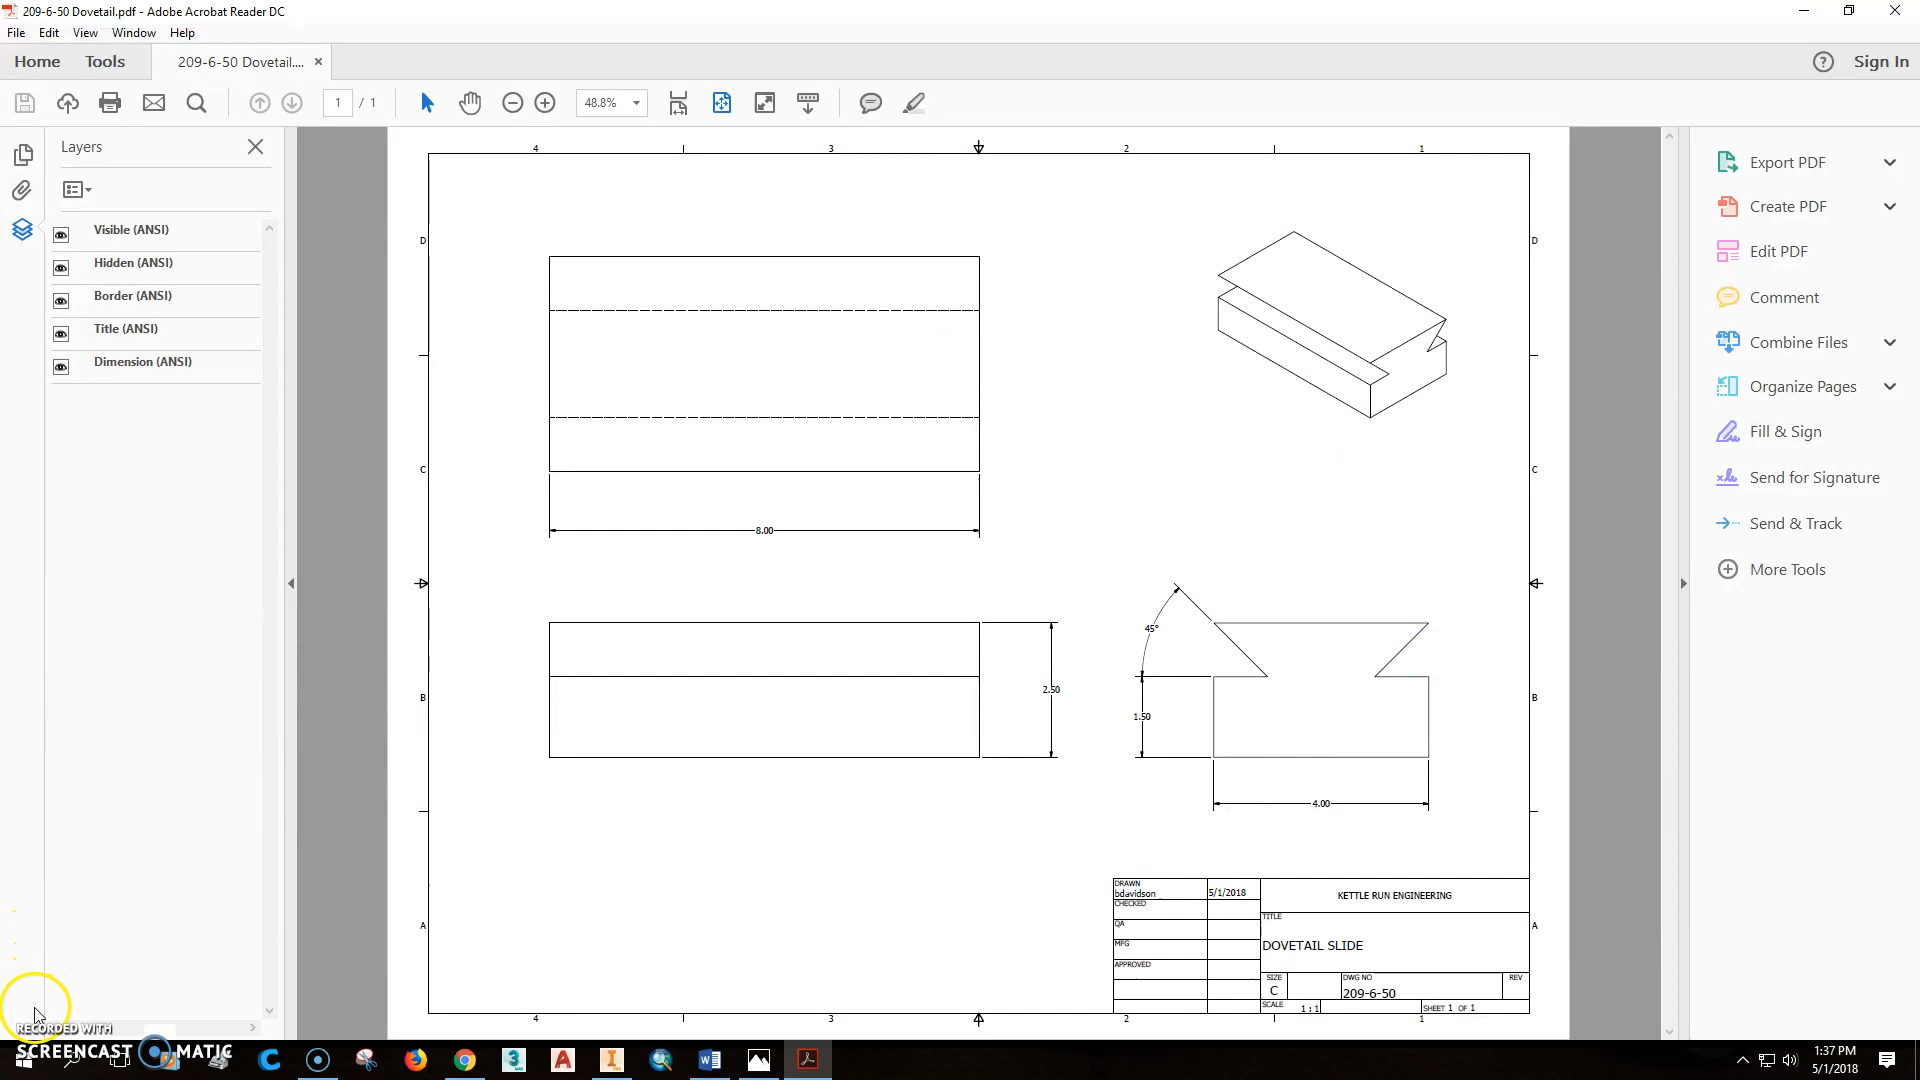 209-6-50 Dovetail.pdf - Adobe Acrobat Reader DC
File Edit View Window Help
Home Tools 209-6-50 Dovetail.... Sign In
1 / 1 48.8%
Layers
Visible (ANSI)
Hidden (ANSI)
Border (ANSI)
Title (ANSI)
Dimension (ANSI)
4 3 2 1
D D
C C
B B
A A
8.00
2.50
45°
1.50
4.00
DRAWN
bdavidson 5/1/2018
CHECKED
QA
MFG
APPROVED
KETTLE RUN ENGINEERING
TITLE
DOVETAIL SLIDE
SIZE
C
DWG NO
209-6-50
REV
SCALE 1 : 1
SHEET 1 OF 1
4 3 2 1
Export PDF
Create PDF
Edit PDF
Comment
Combine Files
Organize Pages
Fill & Sign
Send for Signature
Send & Track
More Tools
RECORDED WITH
SCREENCAST MATIC
1:37 PM
5/1/2018